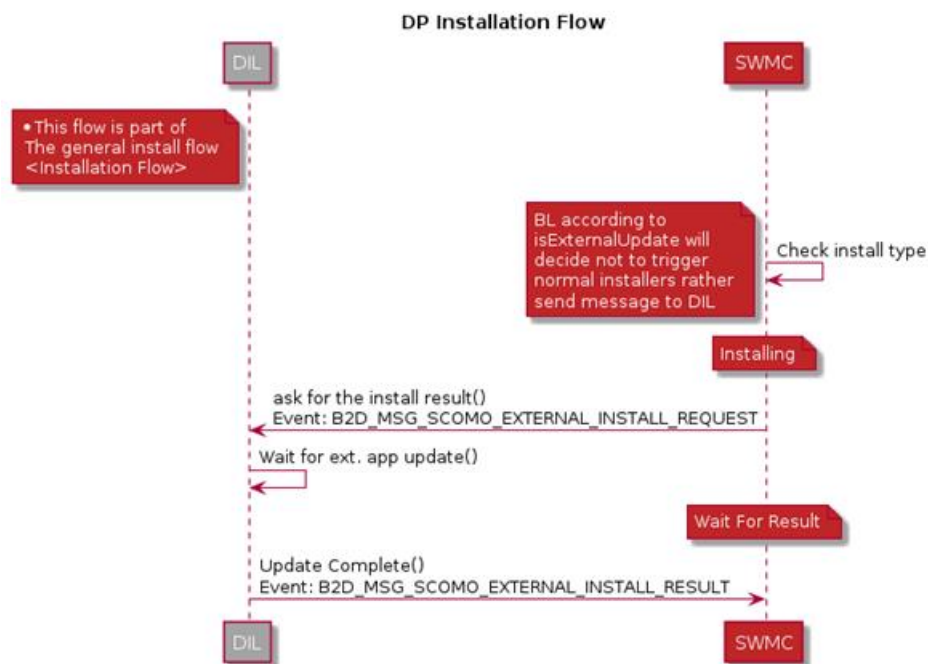 DP Installation Flow
DIL
SWMC
•This flow is part of
The general install flow
<Installation Flow>
BL according to
isExternalUpdate will
decide not to trigger
normal installers rather
send message to DIL
Check install type
Installing
ask for the install result()
Event: B2D_MSG_SCOMO_EXTERNAL_INSTALL_REQUEST
Wait for ext. app update()
Wait For Result
Update Complete()
Event: B2D_MSG_SCOMO_EXTERNAL_INSTALL_RESULT
DIL
SWMC